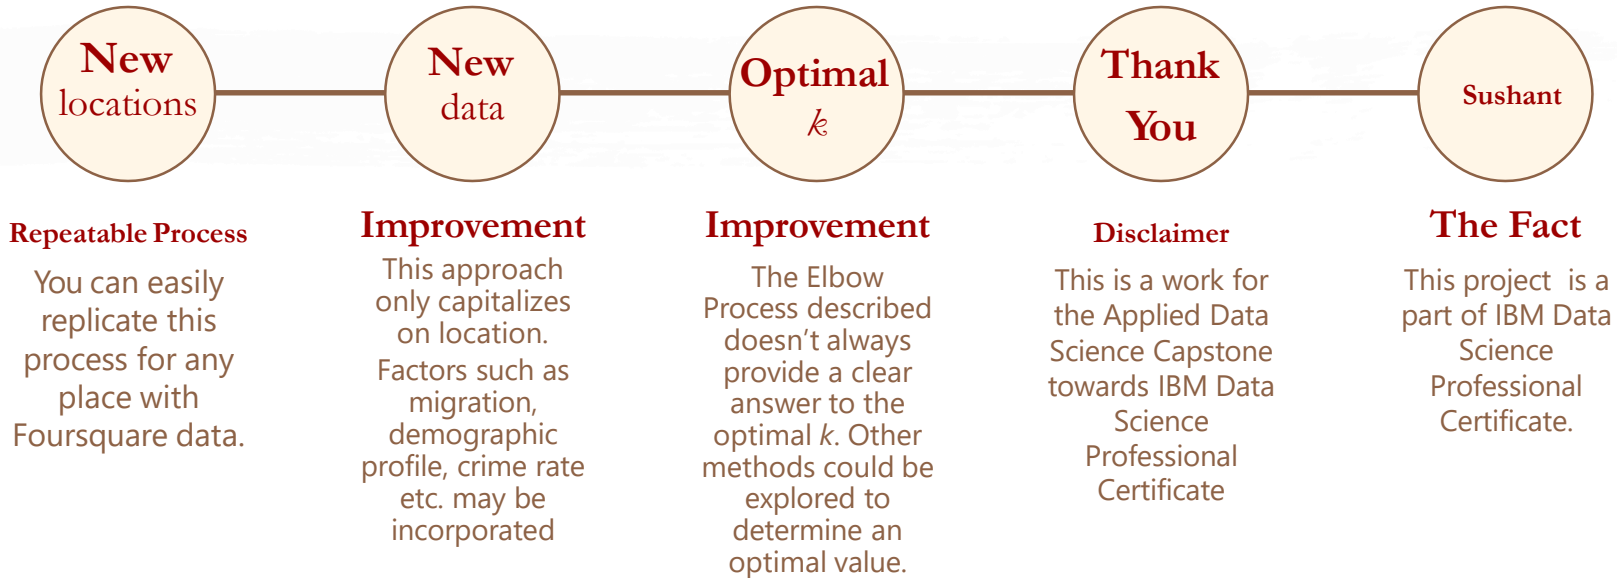 New
locations
Repeatable Process
You can easily
replicate this
process for any
place with
Foursquare data.
New
data
Improvement
This approach
only capitalizes
on location.
Factors such as
migration,
demographic
profile, crime rate
etc. may be
incorporated
Optimal
k
Improvement
The Elbow
Process described
doesn’t always
provide a clear
answer to the
optimal k. Other
methods could be
explored to
determine an
optimal value.
Thank
You
Disclaimer
This is a work for
the Applied Data
Science Capstone
towards IBM Data
Science
Professional
Certificate
Sushant
The Fact
This project is a
part of IBM Data
Science
Professional
Certificate.